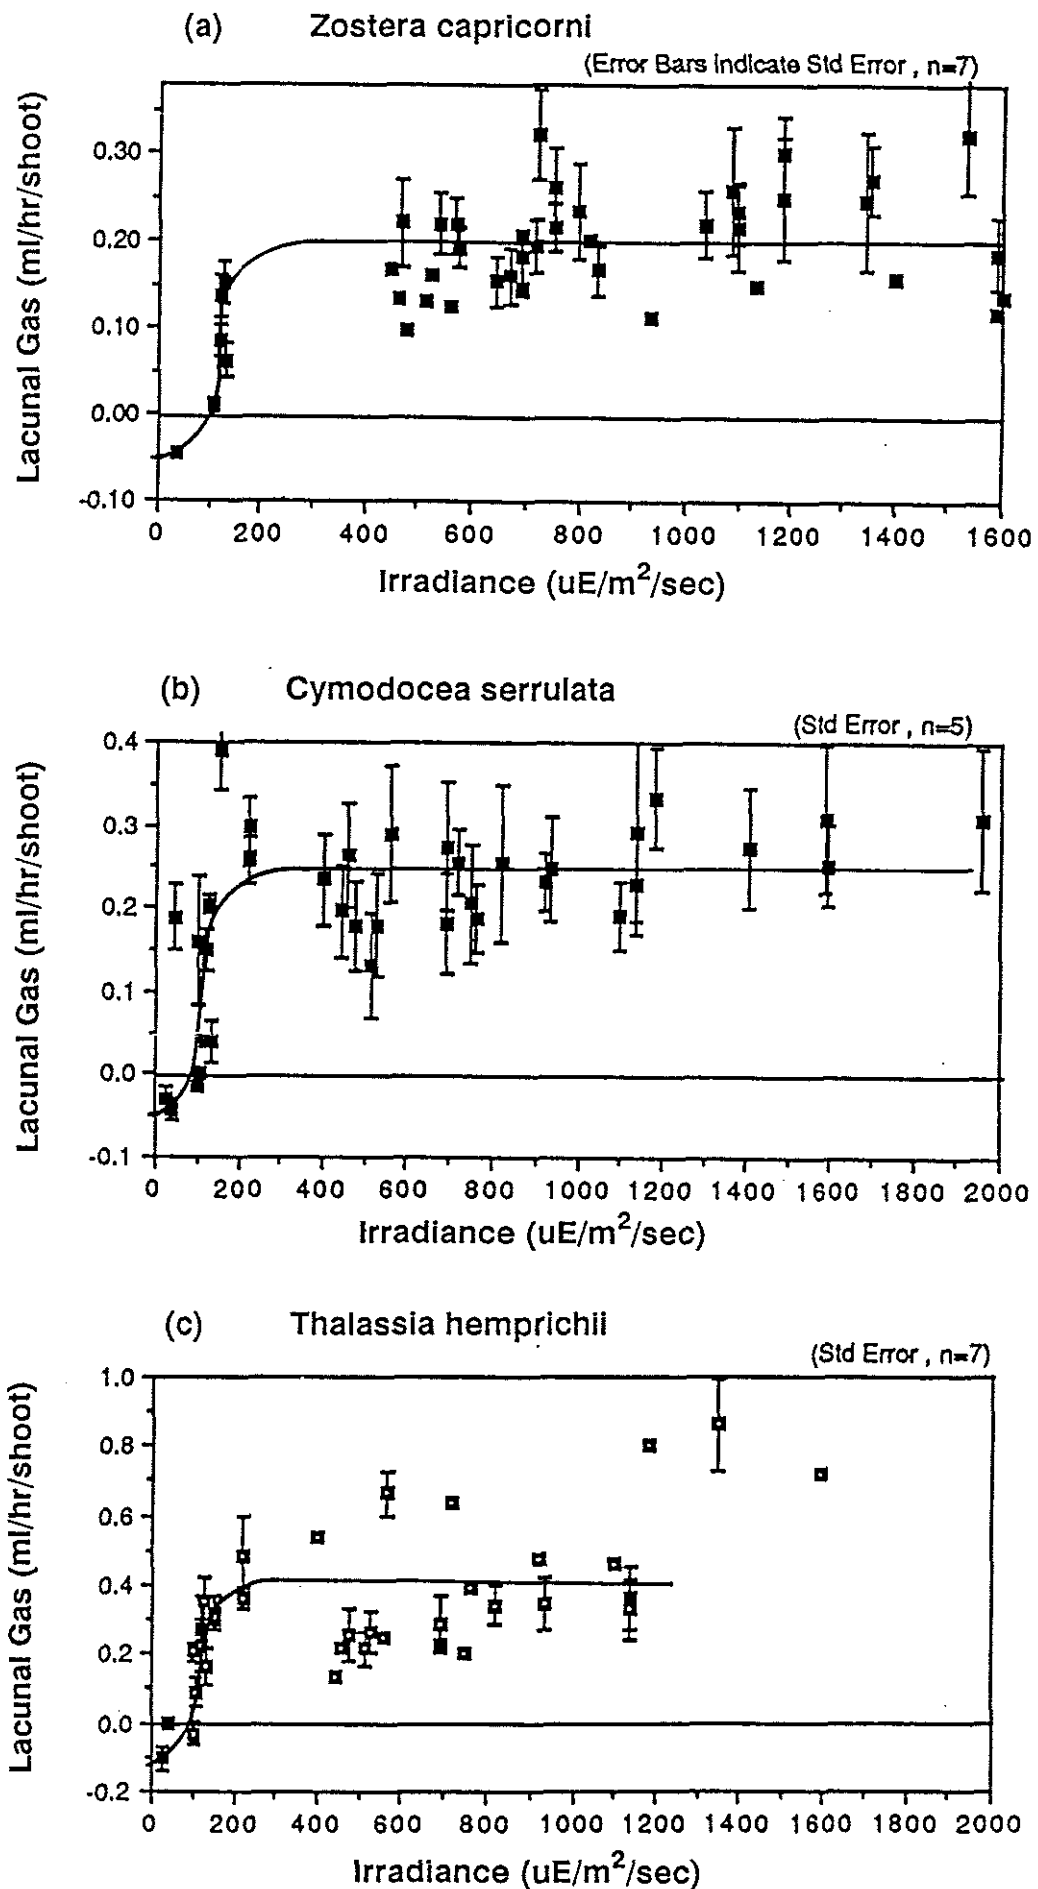 (a) Zostera capricorni
(Error Bars indicate Std Error , n=7)
Lacunal Gas (ml/hr/shoot)
0.30
0.20
0.10
0.00
-0.10
0 200 400 600 800 1000 1200 1400 1600
Irradiance (uE/m²/sec)
(b) Cymodocea serrulata
(Std Error , n=5)
Lacunal Gas (ml/hr/shoot)
0.4
0.3
0.2
0.1
0.0
-0.1
0 200 400 600 800 1000 1200 1400 1600 1800 2000
Irradiance (uE/m²/sec)
(c) Thalassia hemprichii
(Std Error , n=7)
Lacunal Gas (ml/hr/shoot)
1.0
0.8
0.6
0.4
0.2
0.0
-0.2
0 200 400 600 800 1000 1200 1400 1600 1800 2000
Irradiance (uE/m²/sec)